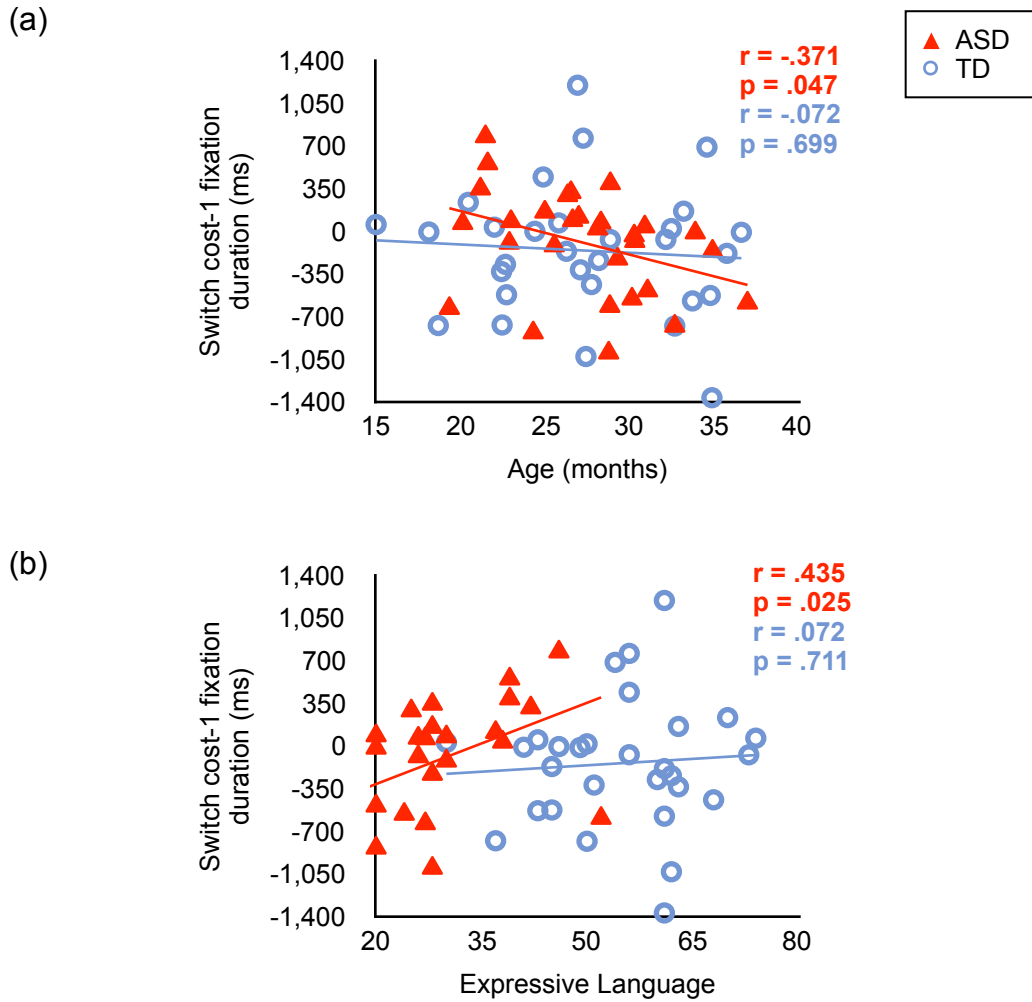 (a)
ASD
TD
r = -.371
p = .047
r = -.072
p = .699
1,400
1,050
700
350
0
-350
-700
-1,050
-1,400
Switch cost-1 fixation
duration (ms)
15 20 25 30 35 40
Age (months)
(b)
r = .435
p = .025
r = .072
p = .711
1,400
1,050
700
350
0
-350
-700
-1,050
-1,400
Switch cost-1 fixation
duration (ms)
20 35 50 65 80
Expressive Language